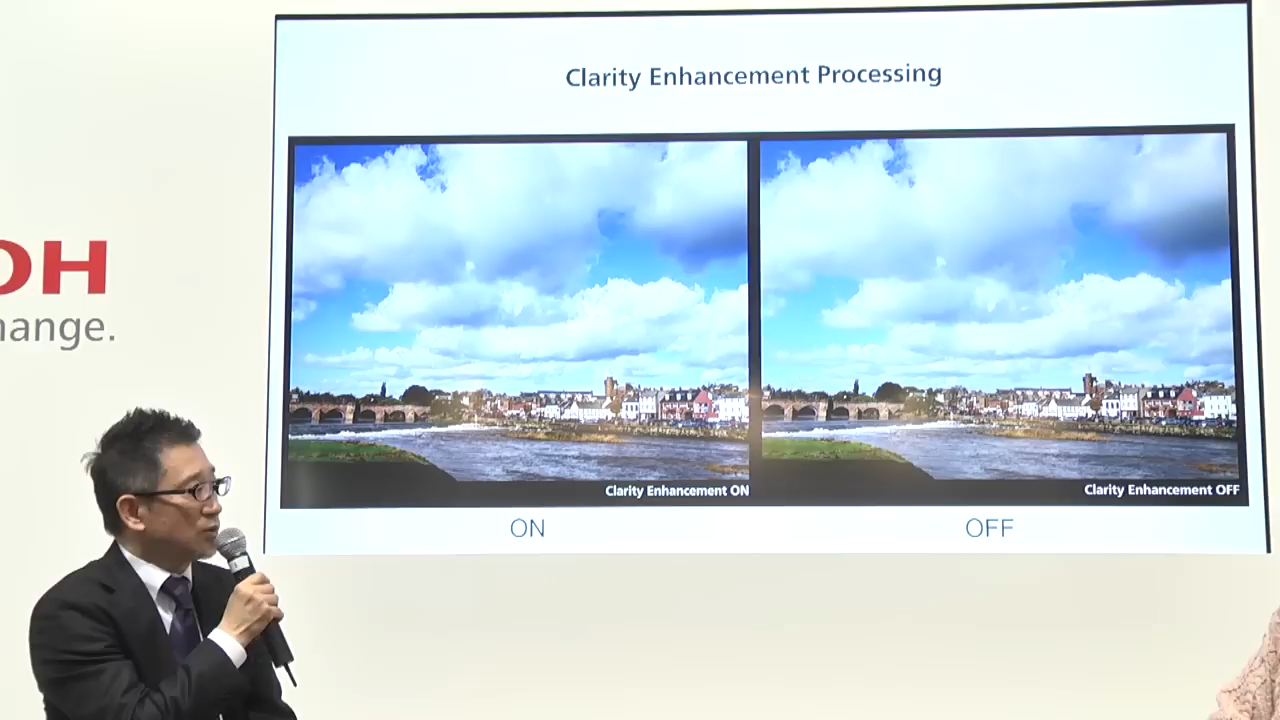 Clarity Enhancement Processing
OH
hange.
Clarity Enhancement ON
Clarity Enhancement OFF
ON
OFF